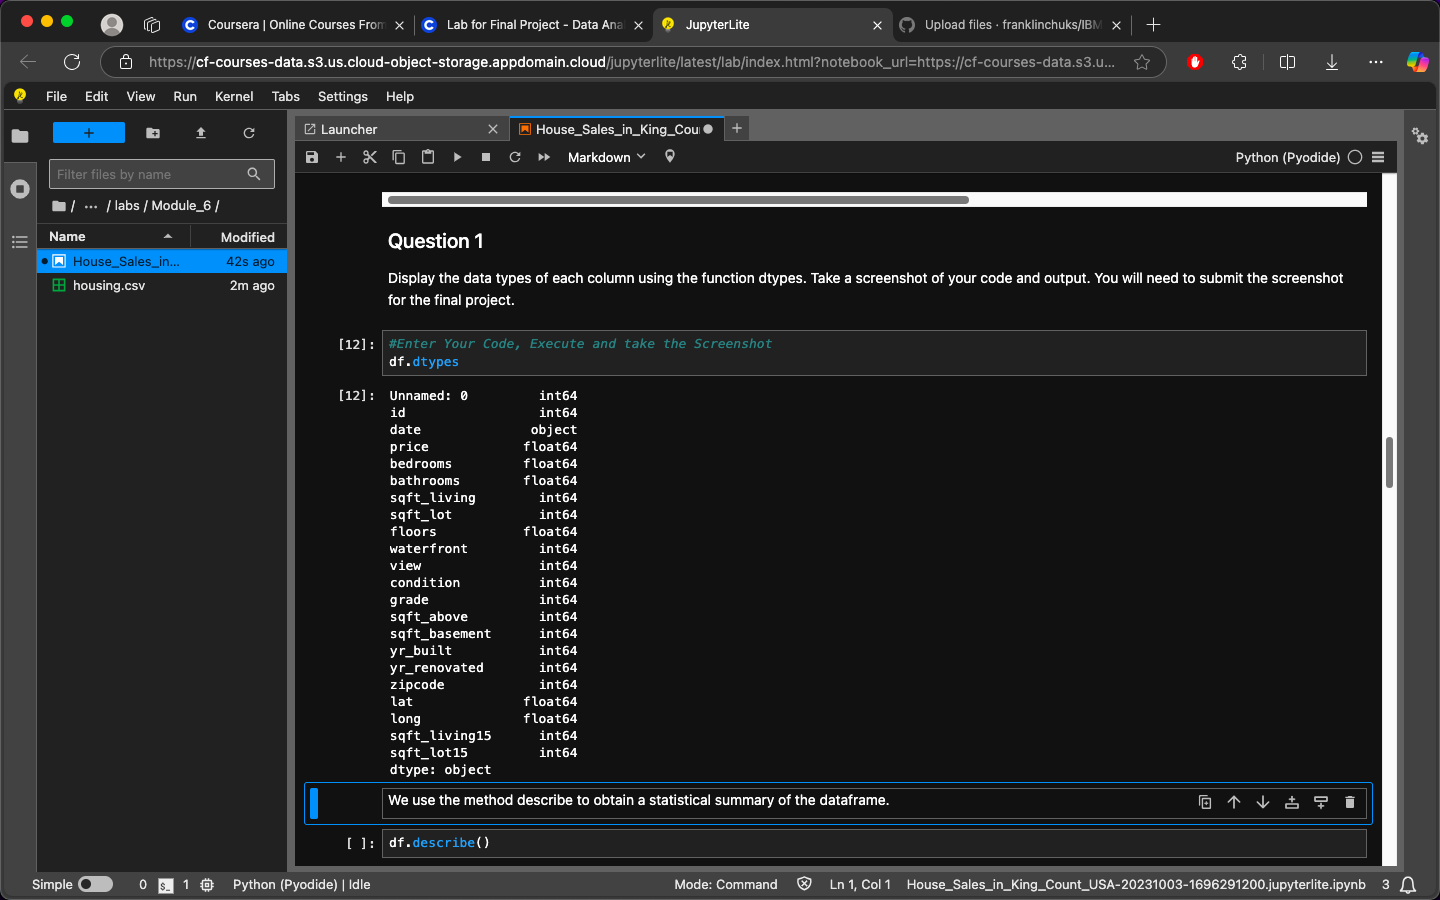 Coursera | Online Courses From
Lab for Final Project - Data Ana
JupyterLite
Upload files · franklinchuks/IBM
https://cf-courses-data.s3.us.cloud-object-storage.appdomain.cloud/jupyterlite/latest/lab/index.html?notebook_url=https://cf-courses-data.s3.u...
File Edit View Run Kernel Tabs Settings Help
Launcher
House_Sales_in_King_Cou
Markdown
Python (Pyodide)
Filter files by name
/ ... / labs / Module_6 /
Name Modified
House_Sales_in... 42s ago
housing.csv 2m ago
Question 1
Display the data types of each column using the function dtypes. Take a screenshot of your code and output. You will need to submit the screenshot
for the final project.
[12]: #Enter Your Code, Execute and take the Screenshot
df.dtypes
[12]: Unnamed: 0 int64
id int64
date object
price float64
bedrooms float64
bathrooms float64
sqft_living int64
sqft_lot int64
floors float64
waterfront int64
view int64
condition int64
grade int64
sqft_above int64
sqft_basement int64
yr_built int64
yr_renovated int64
zipcode int64
lat float64
long float64
sqft_living15 int64
sqft_lot15 int64
dtype: object
We use the method describe to obtain a statistical summary of the dataframe.
[ ]: df.describe()
Simple 0 $_ 1 Python (Pyodide) | Idle Mode: Command Ln 1, Col 1 House_Sales_in_King_Count_USA-20231003-1696291200.jupyterlite.ipynb 3